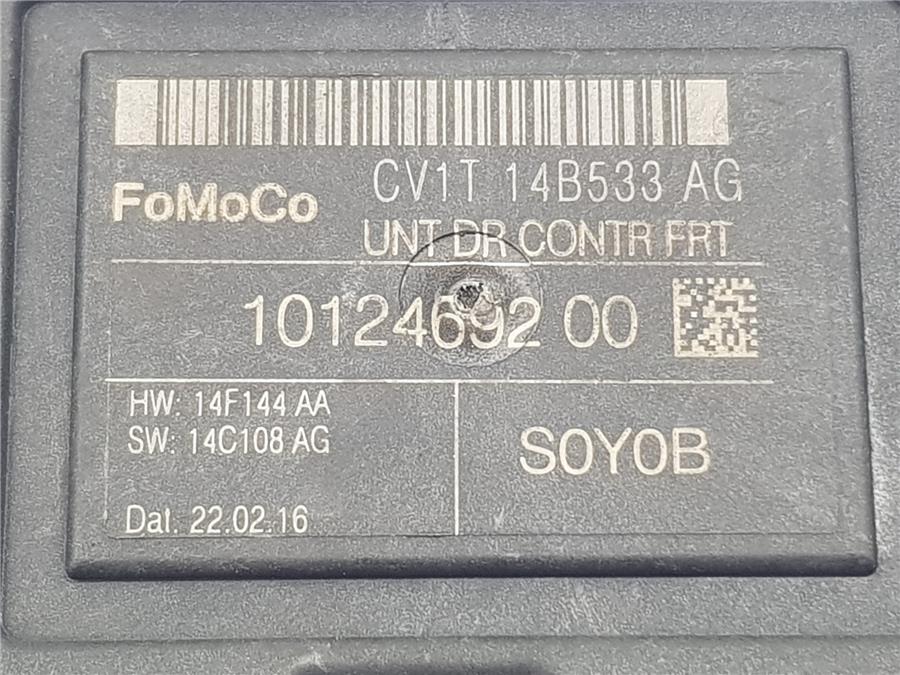 CV1T 14B533 AG
FoMoCo
UNT DR CONTR FRT
10124692 00
HW: 14F144 AA
SW: 14C108 AG
S0Y0B
Dat. 22.02.16